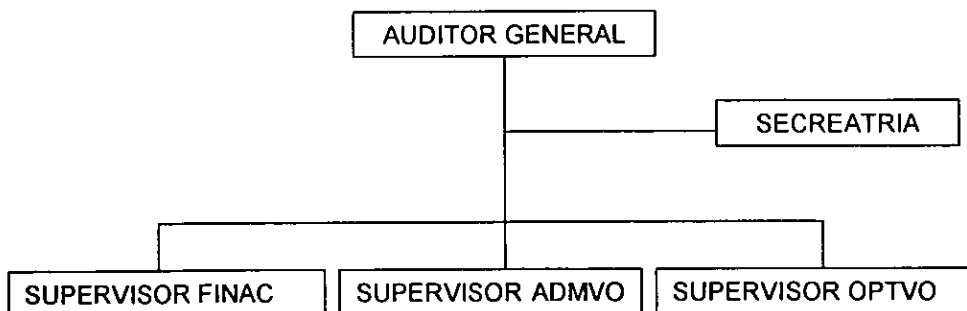 AUDITOR GENERAL
SECREATRIA
SUPERVISOR FINAC
SUPERVISOR ADMVO
SUPERVISOR OPTVO